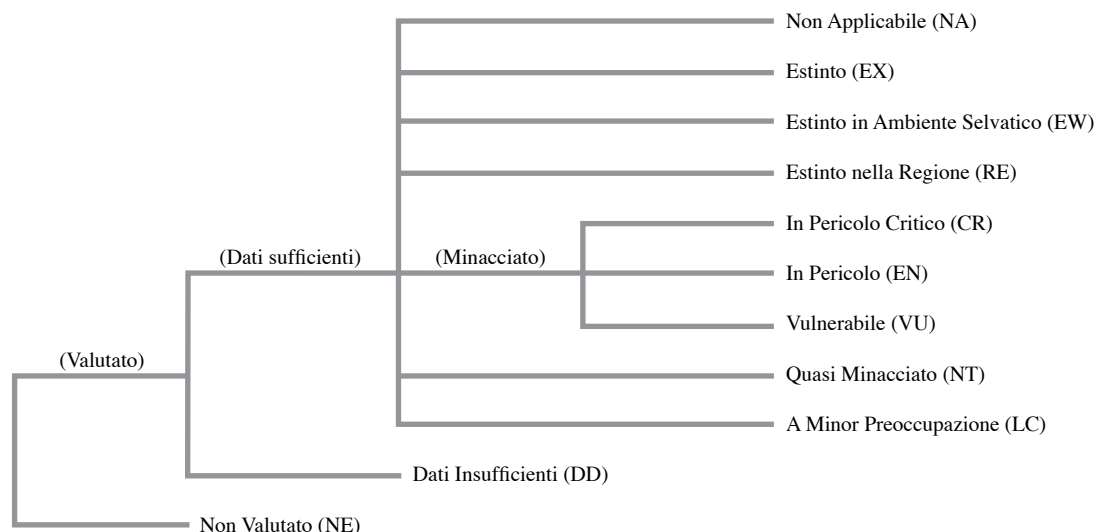 Non Applicabile (NA)
Estinto (EX)
Estinto in Ambiente Selvatico (EW)
Estinto nella Regione (RE)
In Pericolo Critico (CR)
(Dati sufficienti)
(Minacciato)
In Pericolo (EN)
Vulnerabile (VU)
(Valutato)
Quasi Minacciato (NT)
A Minor Preoccupazione (LC)
Dati Insufficienti (DD)
Non Valutato (NE)